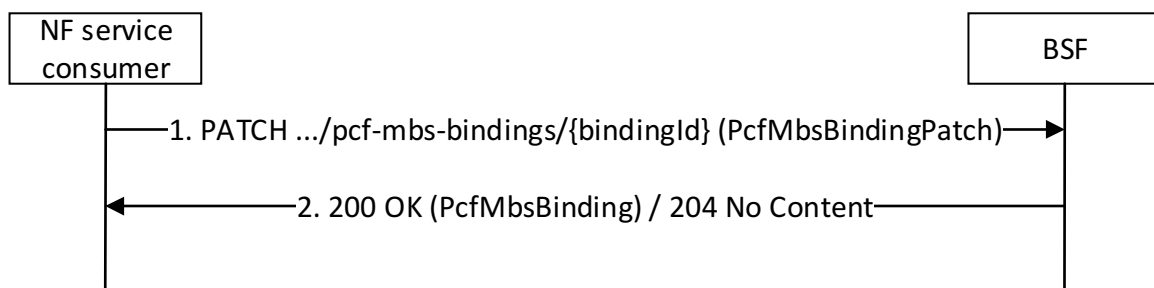 NF service
consumer
BSF
1. PATCH .../pcf-mbs-bindings/{bindingId} (PcfMbsBindingPatch)
2. 200 OK (PcfMbsBinding) / 204 No Content